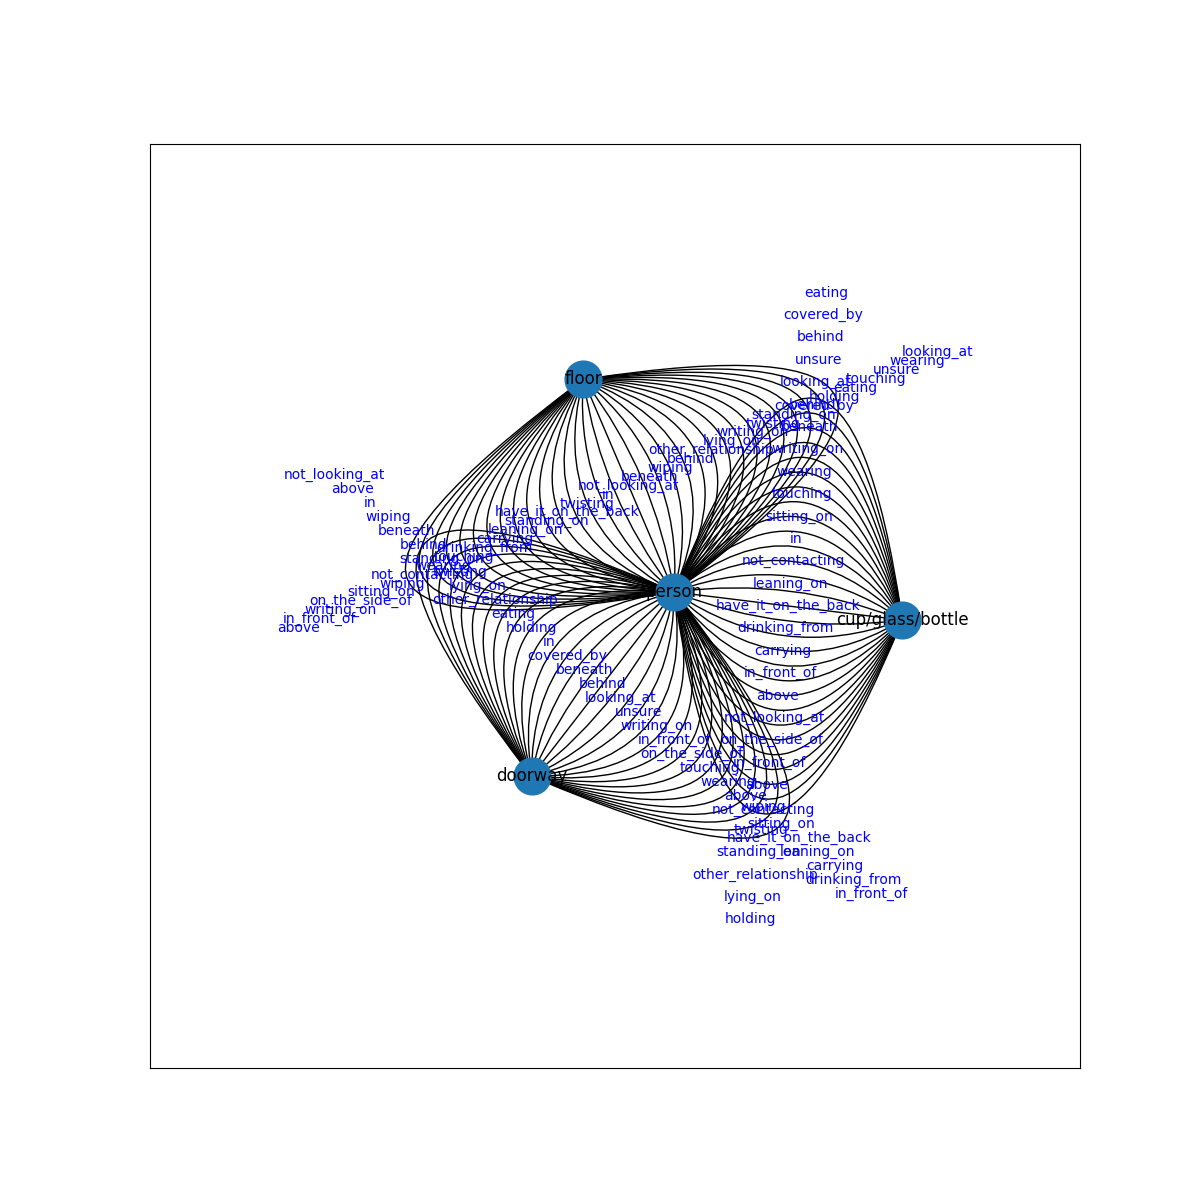 eating
covered_by
behind
looking_at
unsure
wearing
unsure
floor
looking_at
touching
eating
holding
behind
covered_by
standing_on
twisting
beneath
writing_on
lying_on
other_relationship
writing_on
behind
wiping
wearing
not_looking_at
beneath
not_looking_at
above
in
touching
in
twisting
wiping
have_it_on_the_back
sitting_on
standing_on
beneath
leaning_on
carrying
in
behind
drinking_from
standing_on
touching
not_contacting
wearing
not_contacting
twisting
wiping
lying_on
leaning_on
sitting_on
person
on_the_side_of
other_relationship
have_it_on_the_back
writing_on
eating
in_front_of
cup/glass/bottle
above
holding
drinking_from
in
carrying
covered_by
beneath
in_front_of
behind
looking_at
above
unsure
not_looking_at
writing_on
in_front_of
on_the_side_of
on_the_side_of
in_front_of
touching
doorway
wearing
above
above
wiping
not_contacting
sitting_on
twisting
have_it_on_the_back
standing_on
leaning_on
carrying
other_relationship
drinking_from
lying_on
in_front_of
holding